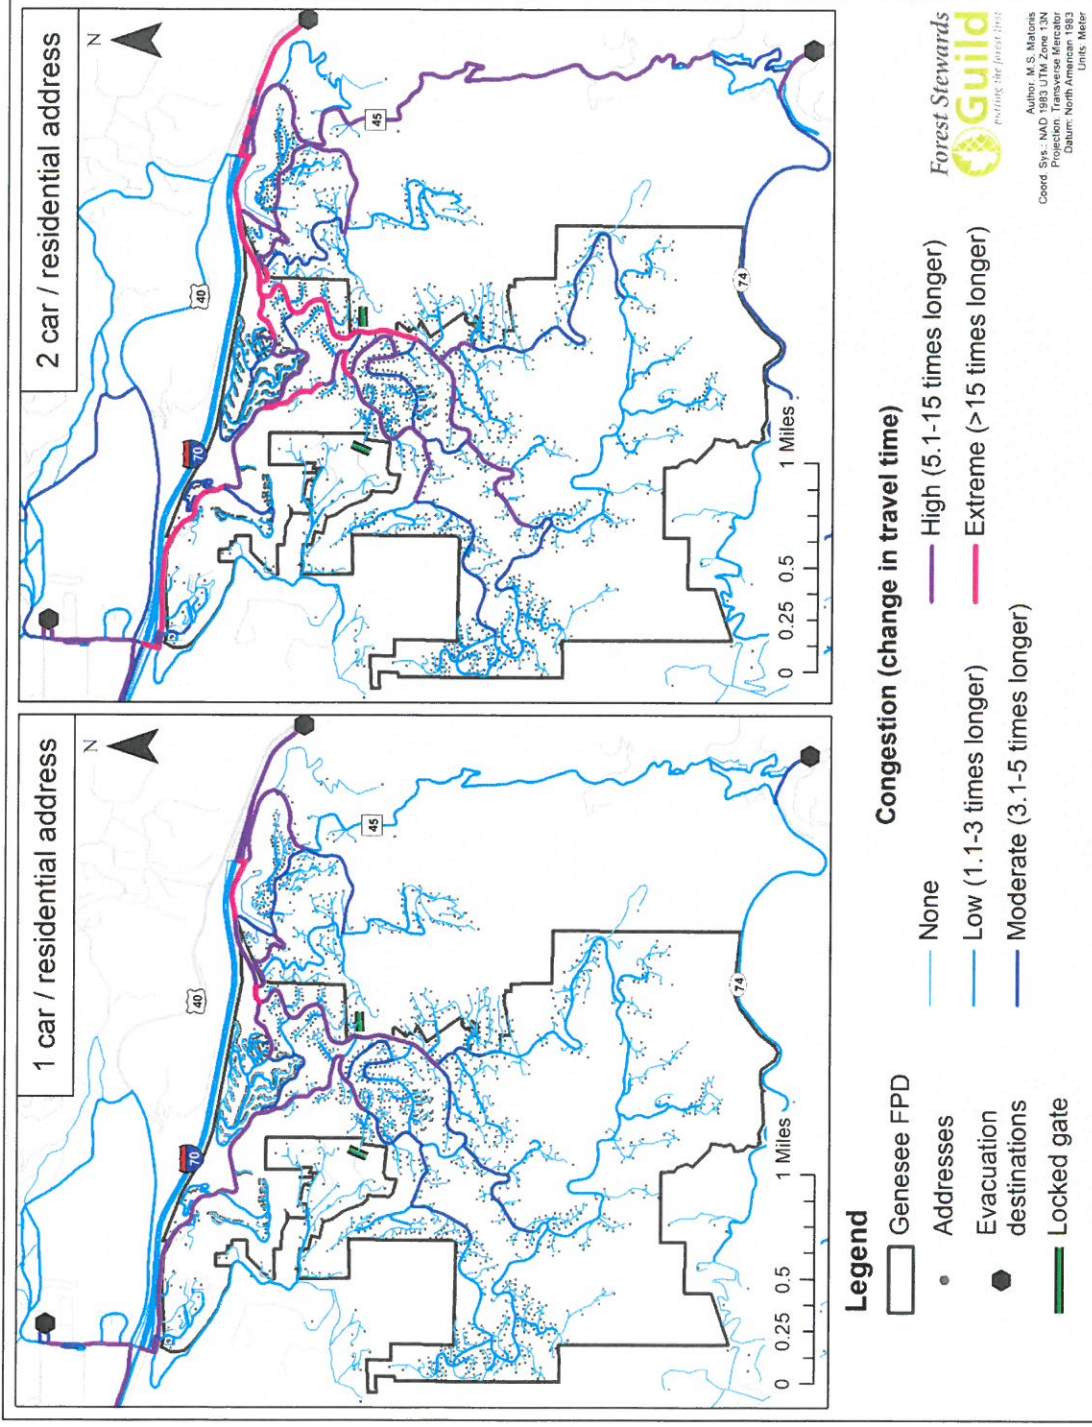 1 car / residential address
N
40
70
45
74
0 0.25 0.5 1 Miles
2 car / residential address
N
40
70
45
74
0 0.25 0.5 1 Miles
Legend
Genesee FPD
Addresses
Evacuation
destinations
Locked gate
Congestion (change in travel time)
None
Low (1.1-3 times longer)
Moderate (3.1-5 times longer)
High (5.1-15 times longer)
Extreme (>15 times longer)
Forest Stewards
Guild
putting the forest first
Author: M.S. Matonis
Coord. Sys.: NAD 1983 UTM Zone 13N
Projection: Transverse Mercator
Datum: North American 1983
Units: Meter